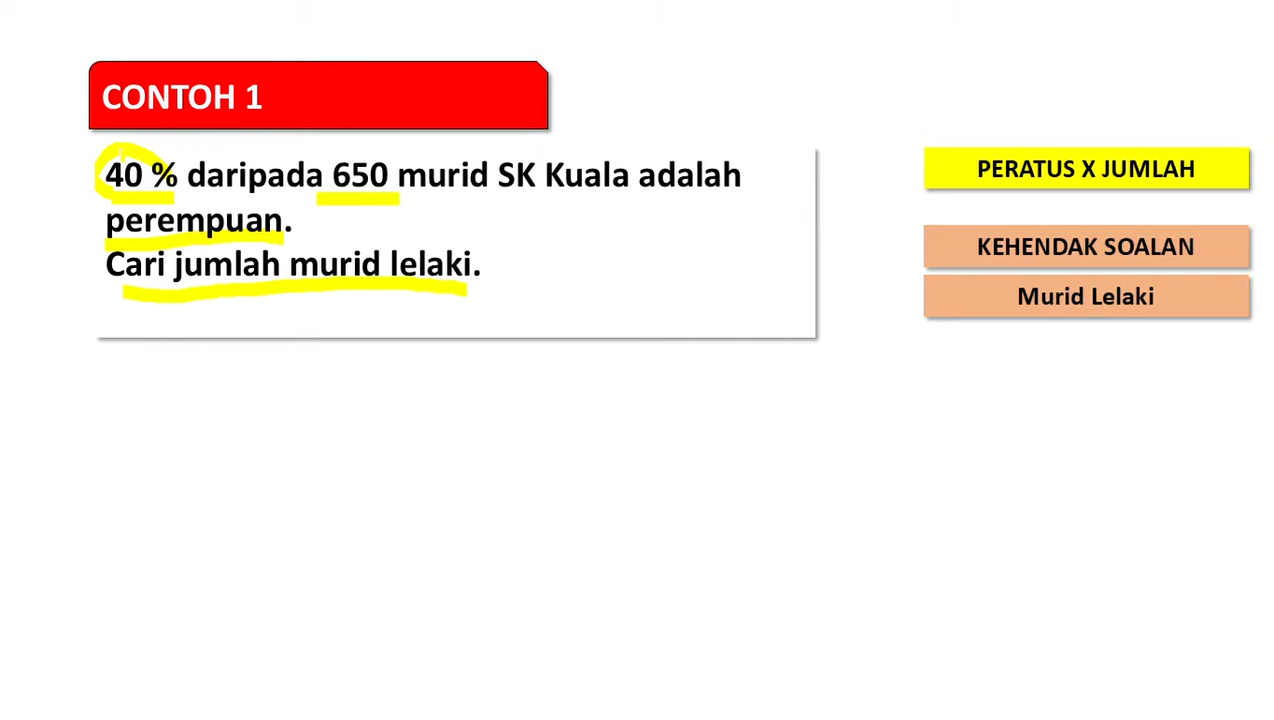 CONTOH 1
40 % daripada 650 murid SK Kuala adalah
perempuan.
Cari jumlah murid lelaki.
PERATUS X JUMLAH
KEHENDAK SOALAN
Murid Lelaki